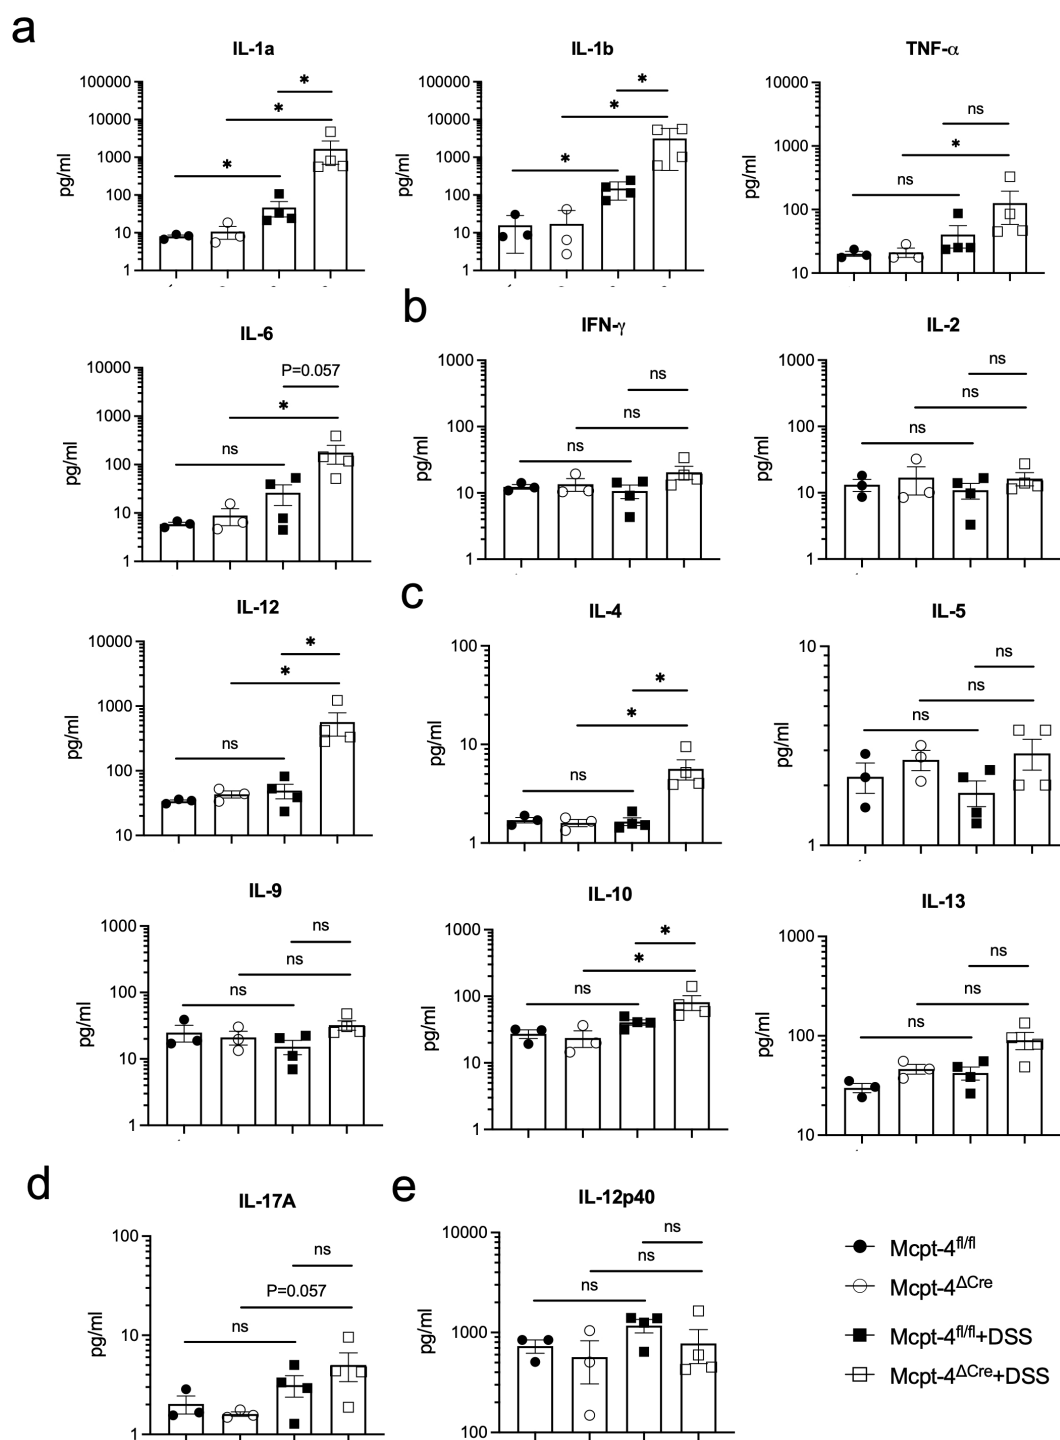 a
IL-1a
pg/ml
100000
10000
1000
100
10
1
*
*
*
IL-1b
pg/ml
100000
10000
1000
100
10
1
*
*
*
TNF-α
pg/ml
10000
1000
100
10
ns
*
ns
IL-6
pg/ml
10000
1000
100
10
1
P=0.057
*
ns
b
IFN-γ
pg/ml
1000
100
10
1
ns
ns
ns
IL-2
pg/ml
1000
100
10
1
ns
ns
ns
IL-12
pg/ml
10000
1000
100
10
*
*
ns
c
IL-4
pg/ml
100
10
1
*
*
ns
IL-5
pg/ml
10
1
ns
ns
ns
IL-9
pg/ml
1000
100
10
1
ns
ns
ns
IL-10
pg/ml
1000
100
10
1
*
*
ns
IL-13
pg/ml
1000
100
10
ns
ns
ns
d
IL-17A
pg/ml
100
10
1
ns
P=0.057
ns
e
IL-12p40
pg/ml
10000
1000
100
ns
ns
ns
Mcpt-4fl/fl
Mcpt-4ΔCre
Mcpt-4fl/fl+DSS
Mcpt-4ΔCre+DSS